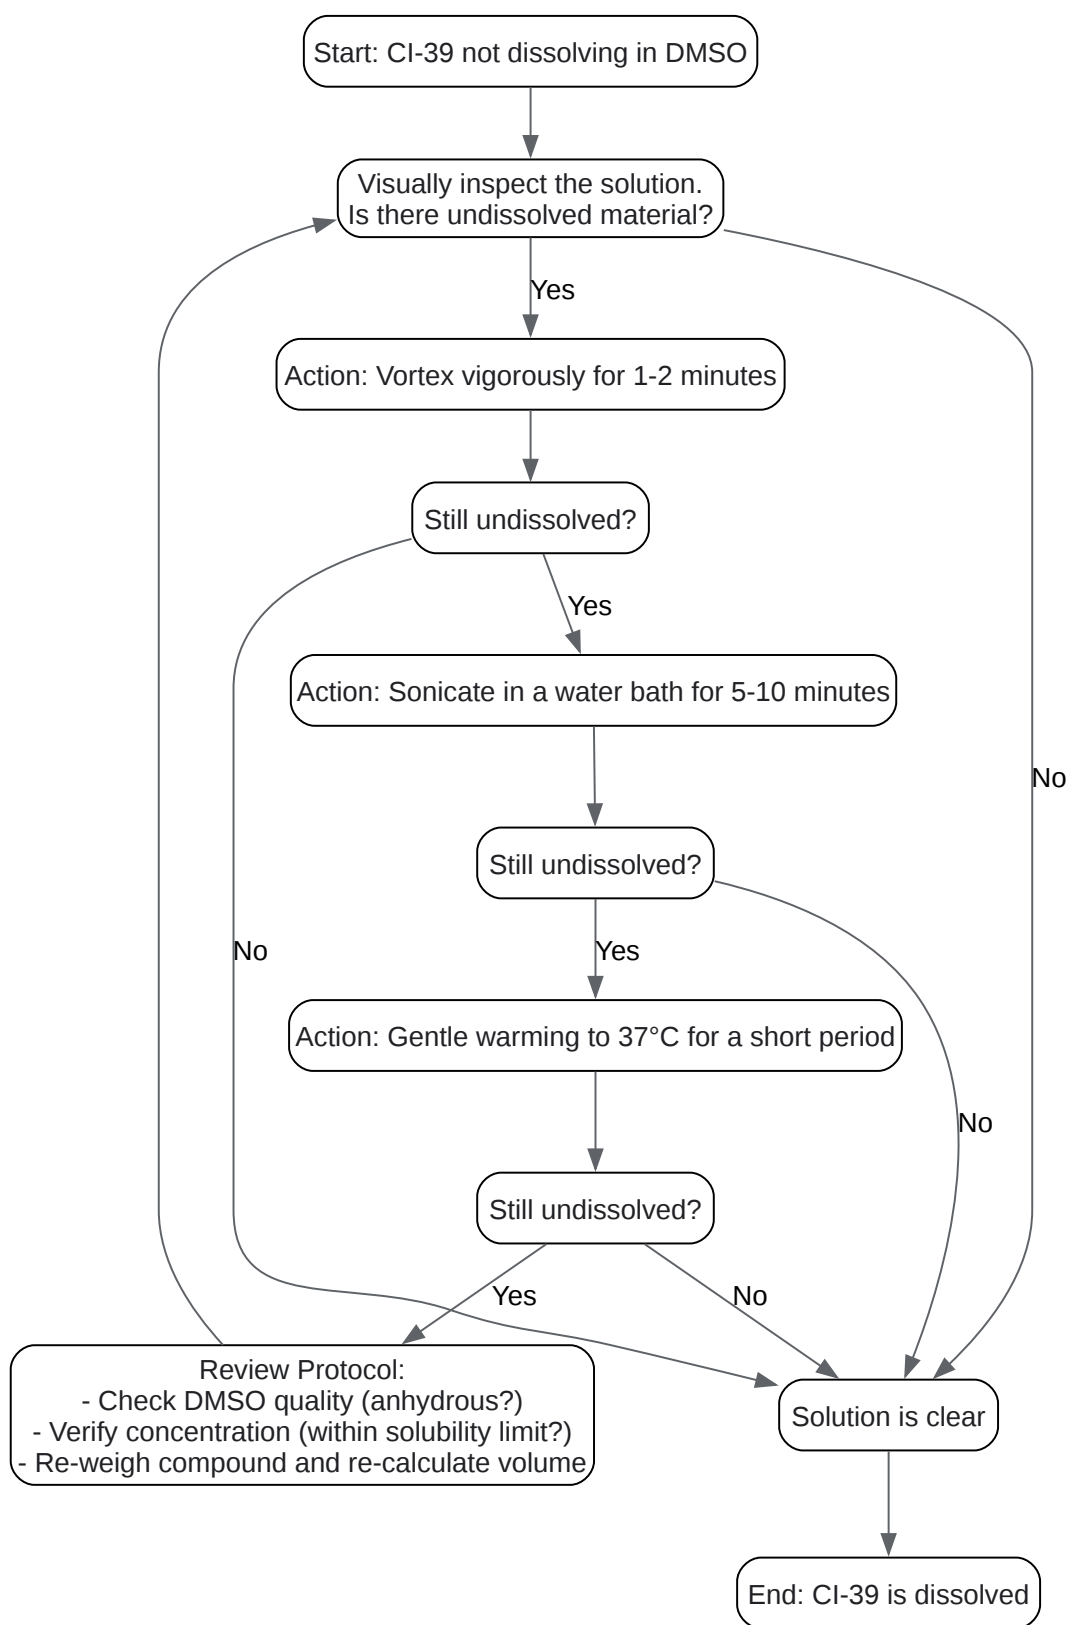 Start: CI-39 not dissolving in DMSO
Visually inspect the solution.
Is there undissolved material?
Yes
Action: Vortex vigorously for 1-2 minutes
Still undissolved?
Yes
Action: Sonicate in a water bath for 5-10 minutes
No
Still undissolved?
No
Yes
Action: Gentle warming to 37°C for a short period
No
Still undissolved?
Yes
No
Review Protocol:
- Check DMSO quality (anhydrous?)
- Verify concentration (within solubility limit?)
- Re-weigh compound and re-calculate volume
Solution is clear
End: CI-39 is dissolved